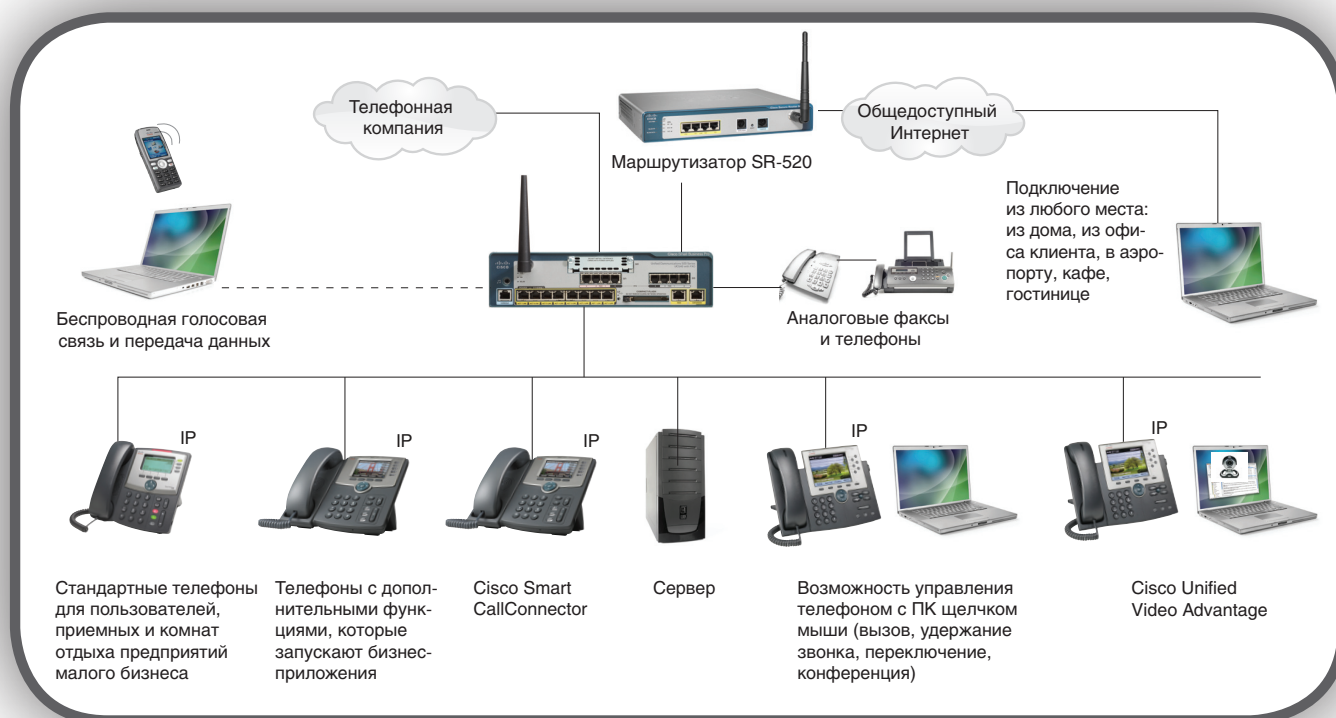 Телефонная
компания
Общедоступный
Интернет
Маршрутизатор SR-520
Подключение
из любого места:
из дома, из офи-
са клиента, в аэро-
порту, кафе,
гостинице
Беспроводная голосовая
связь и передача данных
Аналоговые факсы
и телефоны
IP
IP
IP
IP
IP
Стандартные телефоны
для пользователей,
приемных и комнат
отдыха предприятий
малого бизнеса
Телефоны с допол-
нительными функ-
циями, которые
запускают бизнес-
приложения
Cisco Smart
CallConnector
Сервер
Возможность управления
телефоном с ПК щелчком
мыши (вызов, удержание
звонка, переключение,
конференция)
Cisco Unified
Video Advantage